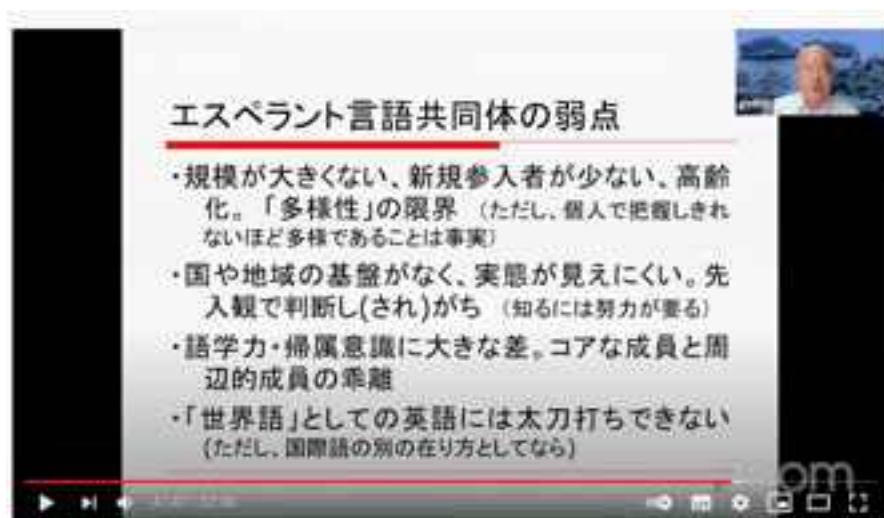 エスペラント言語共同体の弱点
・規模が大きくない、新規参入者が少ない、高齢
化。「多様性」の限界 （ただし、個人で把握しきれ
ないほど多様であることは事実）
・国や地域の基盤がなく、実態が見えにくい。先
入観で判断し(され)がち （知るには努力が要る）
・語学力・帰属意識に大きな差。コアな成員と周
辺的成員の乖離
・「世界語」としての英語には太刀打ちできない
(ただし、国際語の別の在り方としてなら)
zoom